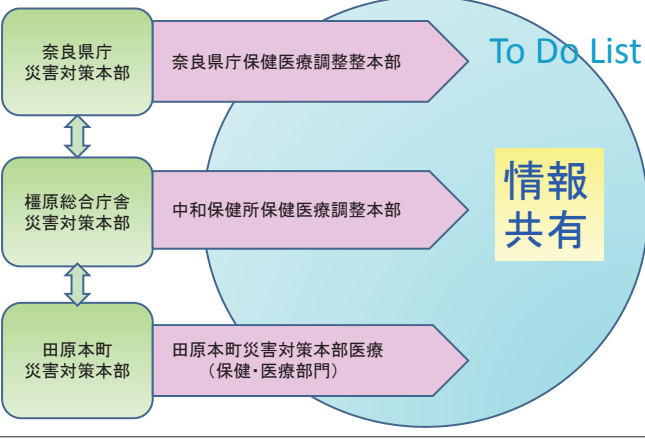 奈良県庁
災害対策本部
奈良県庁保健医療調整整本部
To Do List
橿原総合庁舎
災害対策本部
中和保健所保健医療調整本部
情報
共有
田原本町
災害対策本部
田原本町災害対策本部医療
（保健・医療部門）